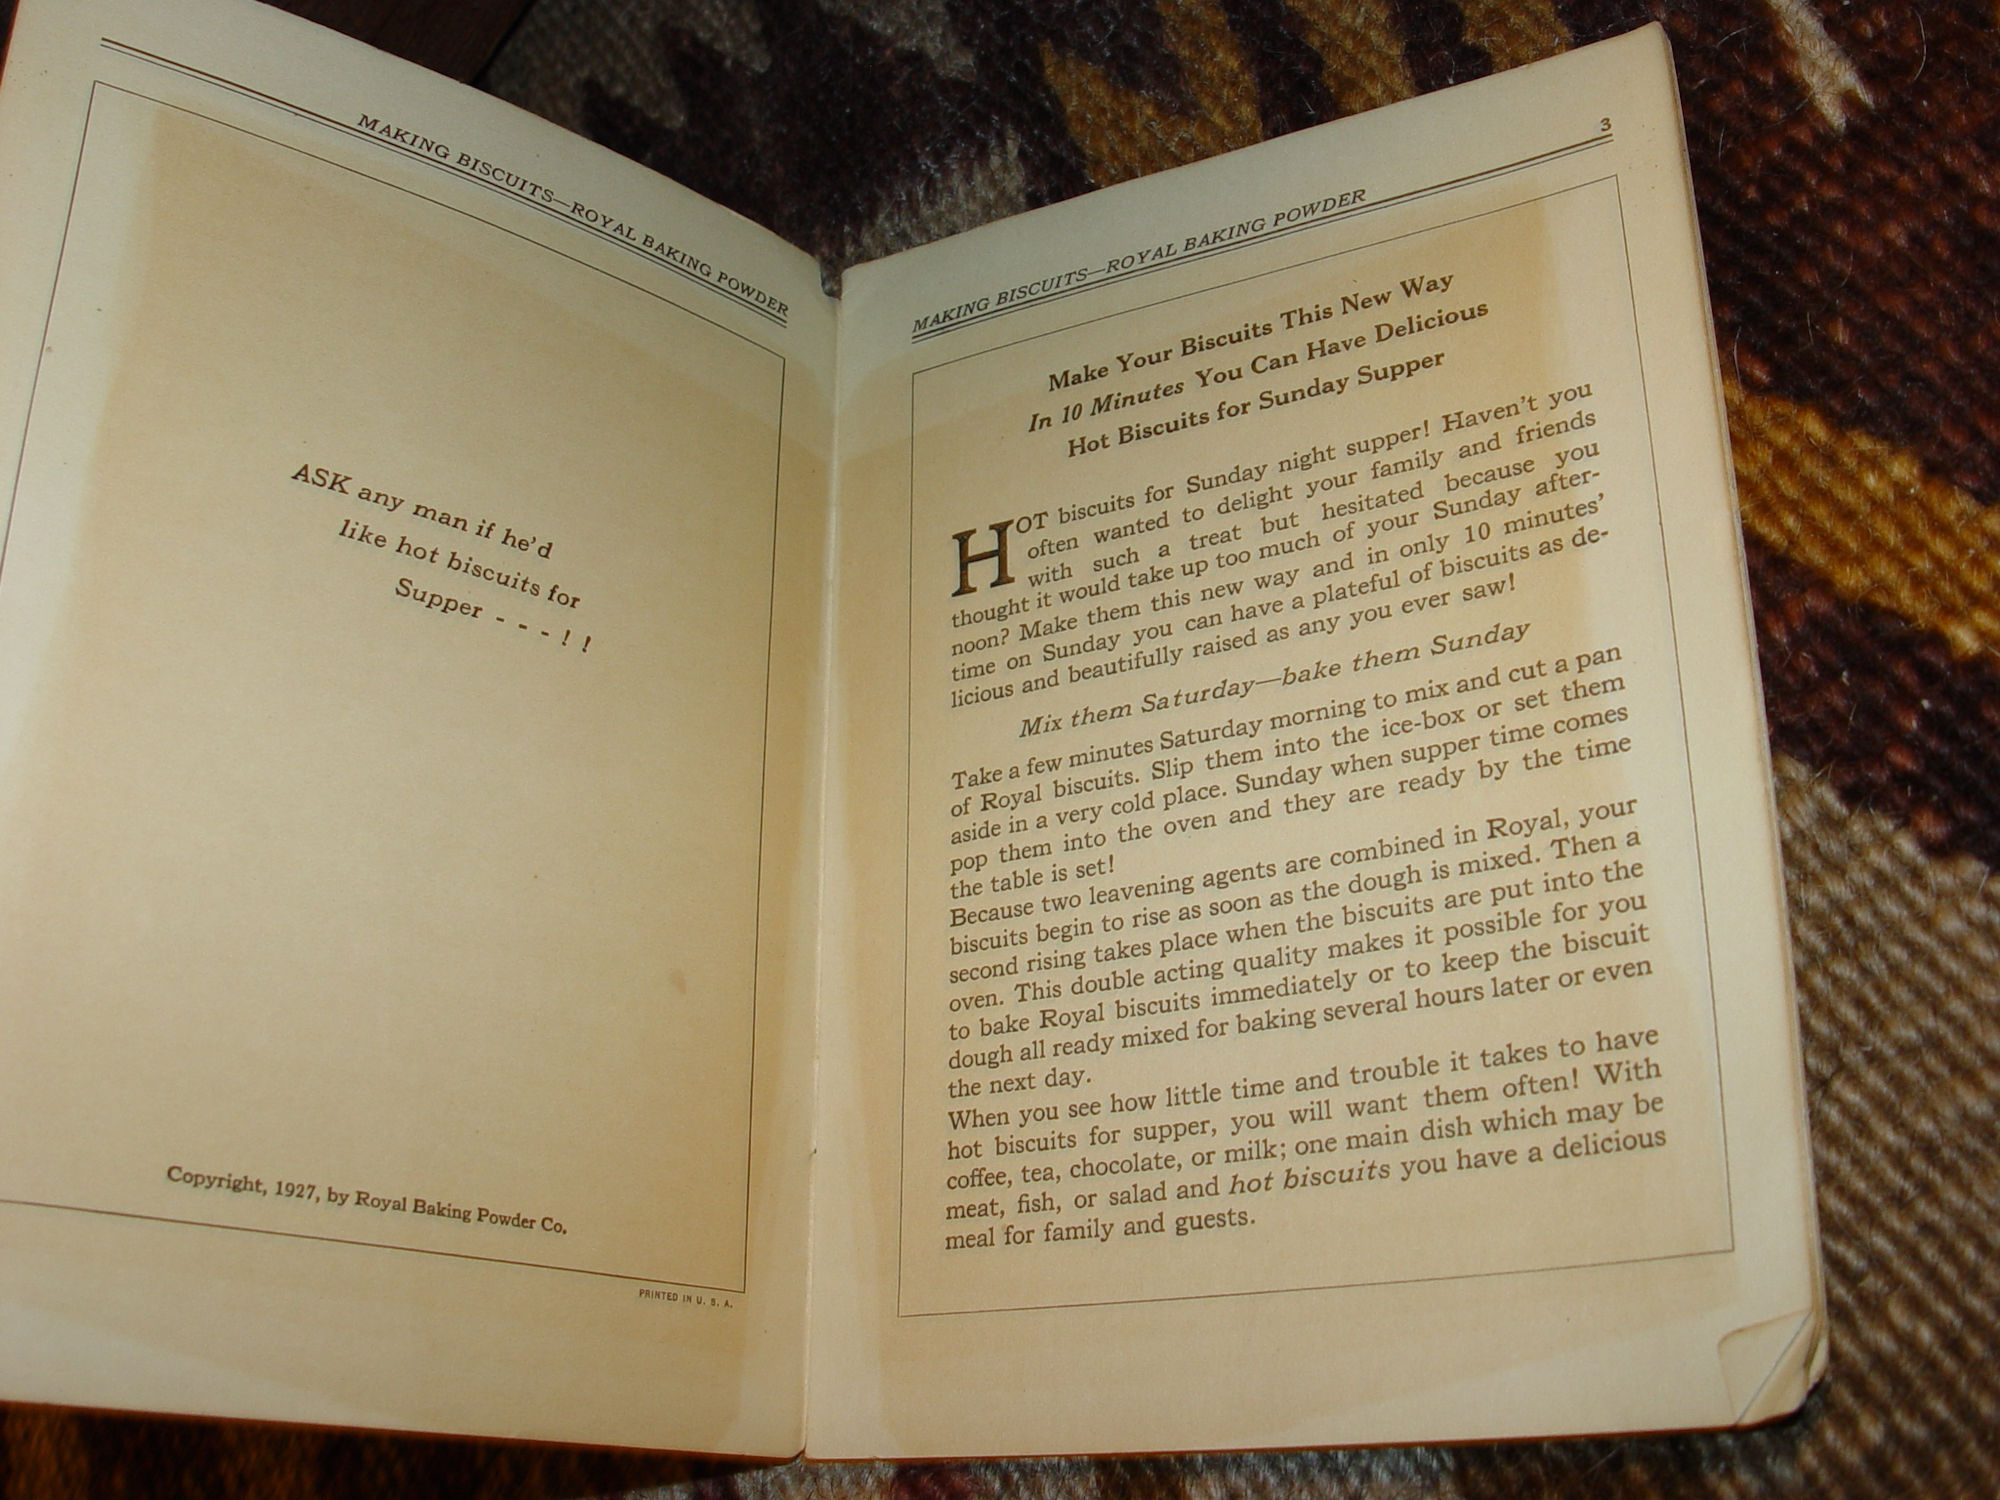 MAKING BISCUITS—ROYAL BAKING POWDER
ASK any man if he'd
like hot biscuits for
Supper - - - ! !
Copyright, 1927, by Royal Baking Powder Co.
PRINTED IN U. S. A.
3
MAKING BISCUITS—ROYAL BAKING POWDER
Make Your Biscuits This New Way
In 10 Minutes You Can Have Delicious
Hot Biscuits for Sunday Supper
HOT biscuits for Sunday night supper! Haven't you
often wanted to delight your family and friends
with such a treat but hesitated because you
thought it would take up too much of your Sunday after-
noon? Make them this new way and in only 10 minutes'
time on Sunday you can have a plateful of biscuits as de-
licious and beautifully raised as any you ever saw!
Mix them Saturday—bake them Sunday
Take a few minutes Saturday morning to mix and cut a pan
of Royal biscuits. Slip them into the ice-box or set them
aside in a very cold place. Sunday when supper time comes
pop them into the oven and they are ready by the time
the table is set!
Because two leavening agents are combined in Royal, your
biscuits begin to rise as soon as the dough is mixed. Then a
second rising takes place when the biscuits are put into the
oven. This double acting quality makes it possible for you
to bake Royal biscuits immediately or to keep the biscuit
dough all ready mixed for baking several hours later or even
the next day.
When you see how little time and trouble it takes to have
hot biscuits for supper, you will want them often! With
coffee, tea, chocolate, or milk; one main dish which may be
meat, fish, or salad and hot biscuits you have a delicious
meal for family and guests.